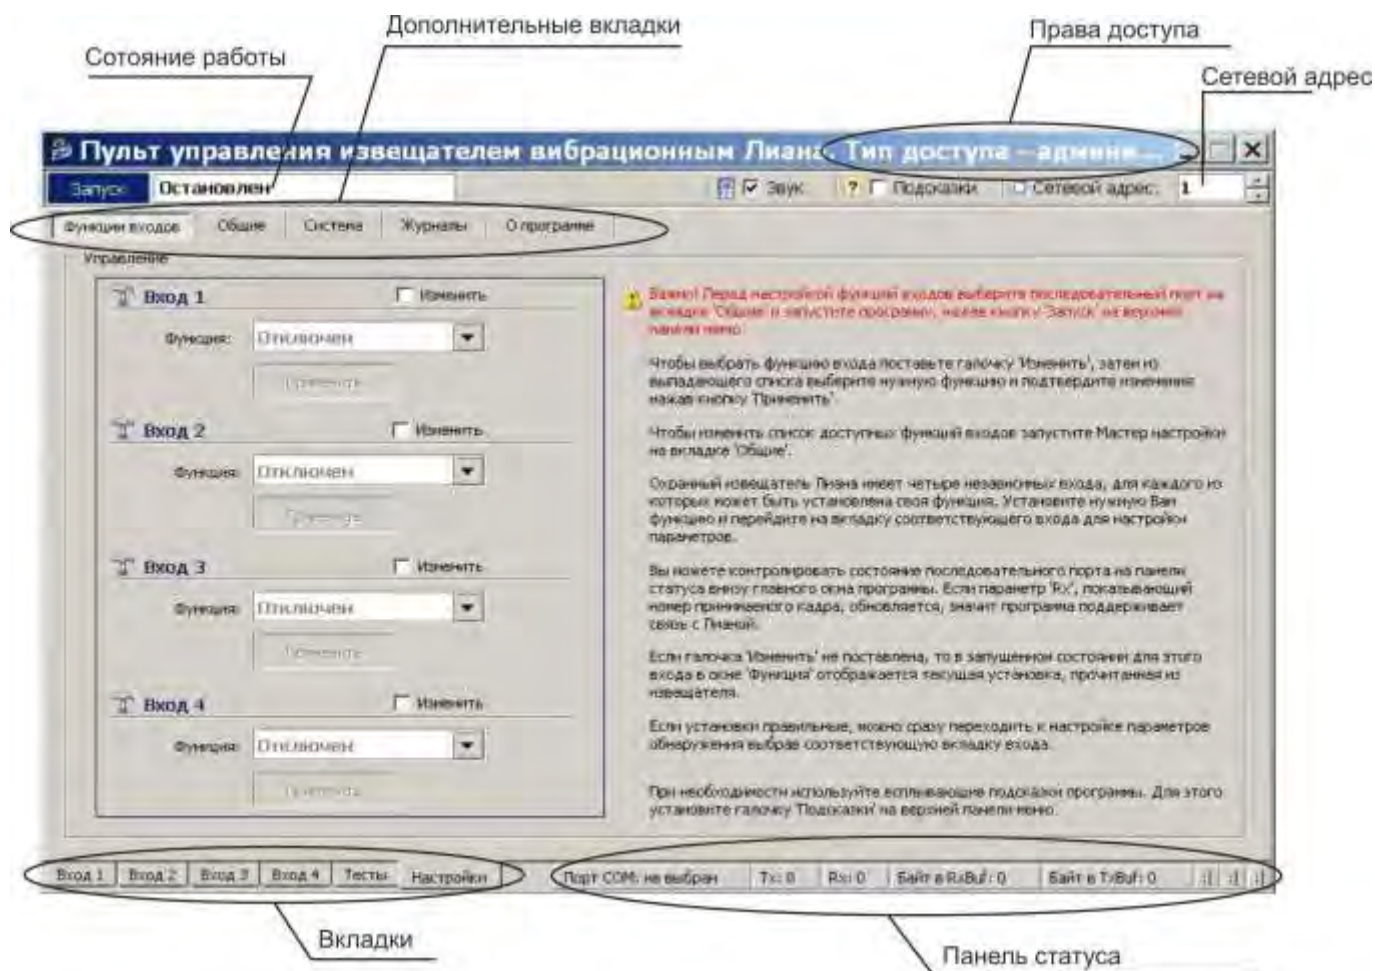 Дополнительные вкладки
Права доступа
Сотояние работы
Сетевой адрес
Пульт управления извещателем вибрационным Лиана Тип доступа – админи...
Запуск
Остановлен
Звук
? Подсказки
Сетевой адрес:
1
Функции входов
Общие
Система
Журналы
О программе
Управление
Вход 1
Изменить
Функция:
Отключен
Применить
Вход 2
Изменить
Функция:
Отключен
Применить
Вход 3
Изменить
Функция:
Отключен
Применить
Вход 4
Изменить
Функция:
Отключен
Применить
Важно! Перед настройкой функций входов выберите последовательный порт на
вкладке 'Общие' и запустите программу, нажав кнопку 'Запуск' на верхней
панели меню.
Чтобы выбрать функцию входа поставьте галочку 'Изменить', затем из
выпадающего списка выберите нужную функцию и подтвердите изменения
нажав кнопку 'Применить'.
Чтобы изменить список доступных функций входов запустите Мастер настройки
на вкладке 'Общие'.
Охранный извещатель Лиана имеет четыре независимых входа, для каждого из
которых может быть установлена своя функция. Установите нужную Вам
функцию и перейдите на вкладку соответствующего входа для настройки
параметров.
Вы можете контролировать состояние последовательного порта на панели
статуса внизу главного окна программы. Если параметр 'Rx', показывающий
номер принимаемого кадра, обновляется, значит программа поддерживает
связь с Лианой.
Если галочка 'Изменить' не поставлена, то в запущенном состоянии для этого
входа в окне 'Функция' отображается текущая установка, прочитанная из
извещателя.
Если установки правильные, можно сразу переходить к настройке параметров
обнаружения выбрав соответствующую вкладку входа.
При необходимости используйте всплывающие подсказки программы. Для этого
установите галочку 'Подсказки' на верхней панели меню.
Вход 1
Вход 2
Вход 3
Вход 4
Тесты
Настройки
Порт COM: не выбран
Tx: 0
Rx: 0
Байт в RxBuf: 0
Байт в TxBuf: 0
Вкладки
Панель статуса